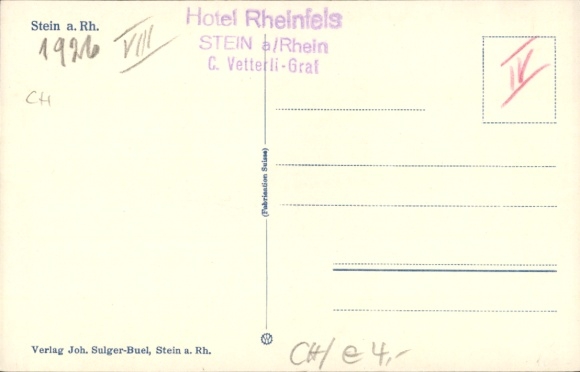 Stein a. Rh.
1926 VIII
Hotel Rheinfels
STEIN a/Rhein
C. Vetterli-Graf
IV
CH
(Fabrication Suisse)
Verlag Joh. Sulger-Buel, Stein a. Rh.
CH/ e 4,-